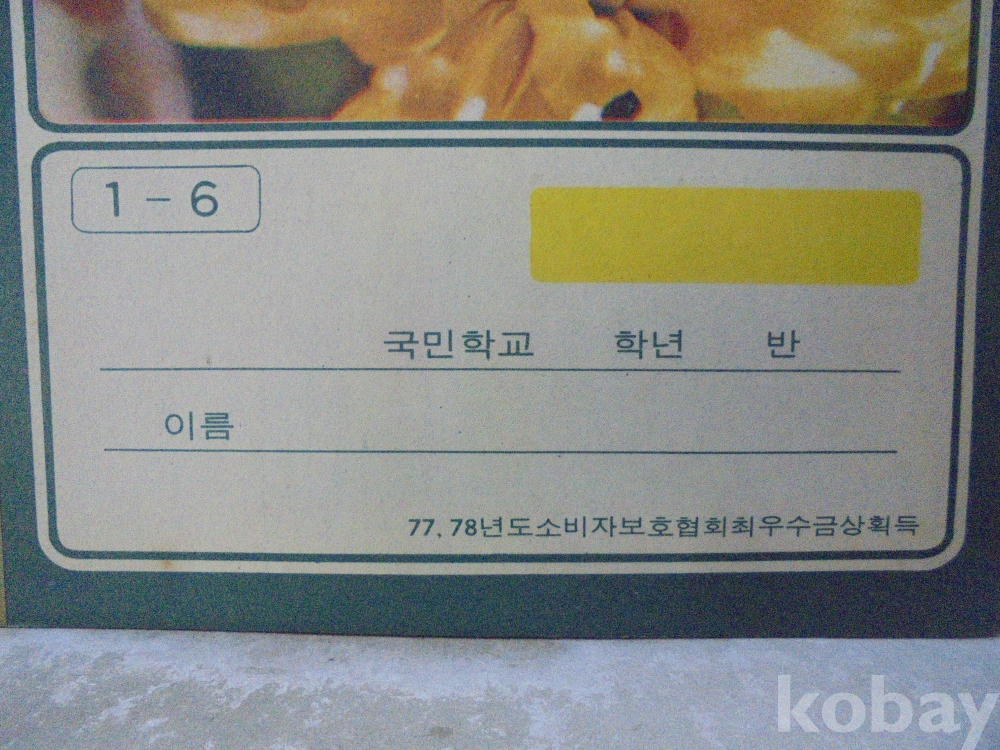 1 - 6
국민학교 학년 반
이름
77, 78년도소비자보호협회최우수금상획득
kobay